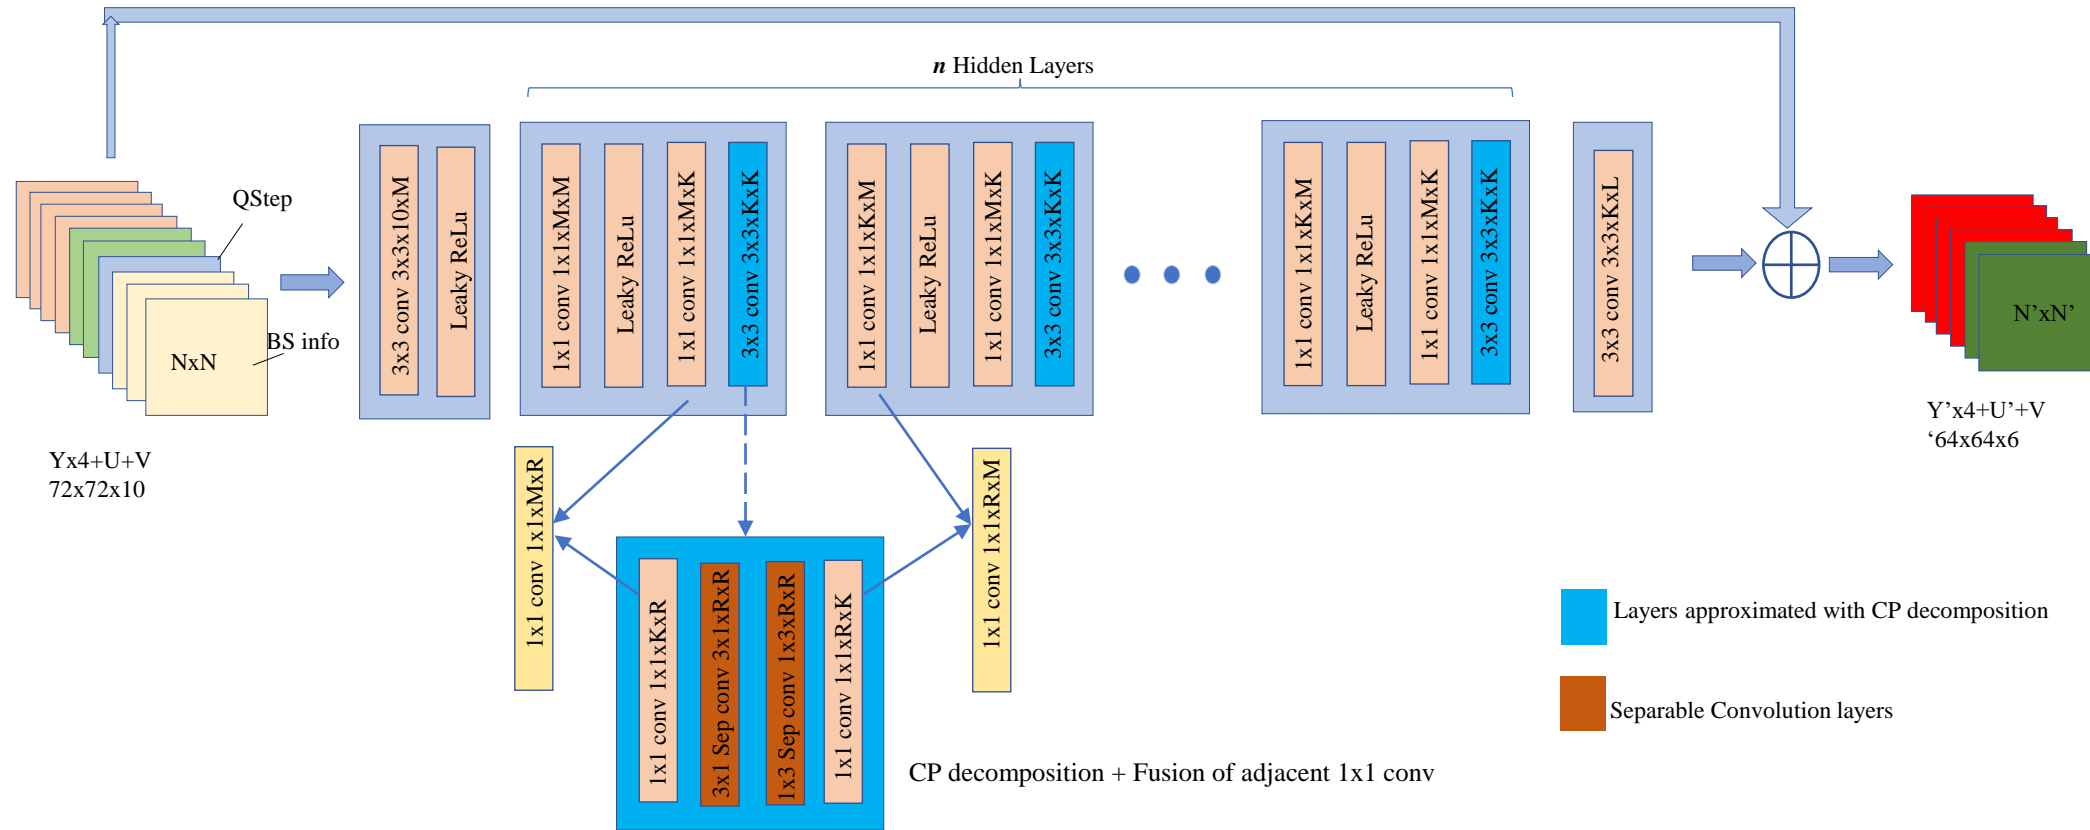 n Hidden Layers
QStep
BS info
NxN
Yx4+U+V
72x72x10
3x3 conv 3x3x10xM
Leaky ReLu
1x1 conv 1x1xMxM
Leaky ReLu
1x1 conv 1x1xMxK
3x3 conv 3x3xKxK
1x1 conv 1x1xKxM
Leaky ReLu
1x1 conv 1x1xMxK
3x3 conv 3x3xKxK
1x1 conv 1x1xKxM
Leaky ReLu
1x1 conv 1x1xMxK
3x3 conv 3x3xKxK
3x3 conv 3x3xKxL
N’xN’
Y’x4+U’+V
‘64x64x6
1x1 conv 1x1xMxR
1x1 conv 1x1xKxR
3x1 Sep conv 3x1xRxR
1x3 Sep conv 1x3xRxR
1x1 conv 1x1xRxK
1x1 conv 1x1xRxM
CP decomposition + Fusion of adjacent 1x1 conv
Layers approximated with CP decomposition
Separable Convolution layers